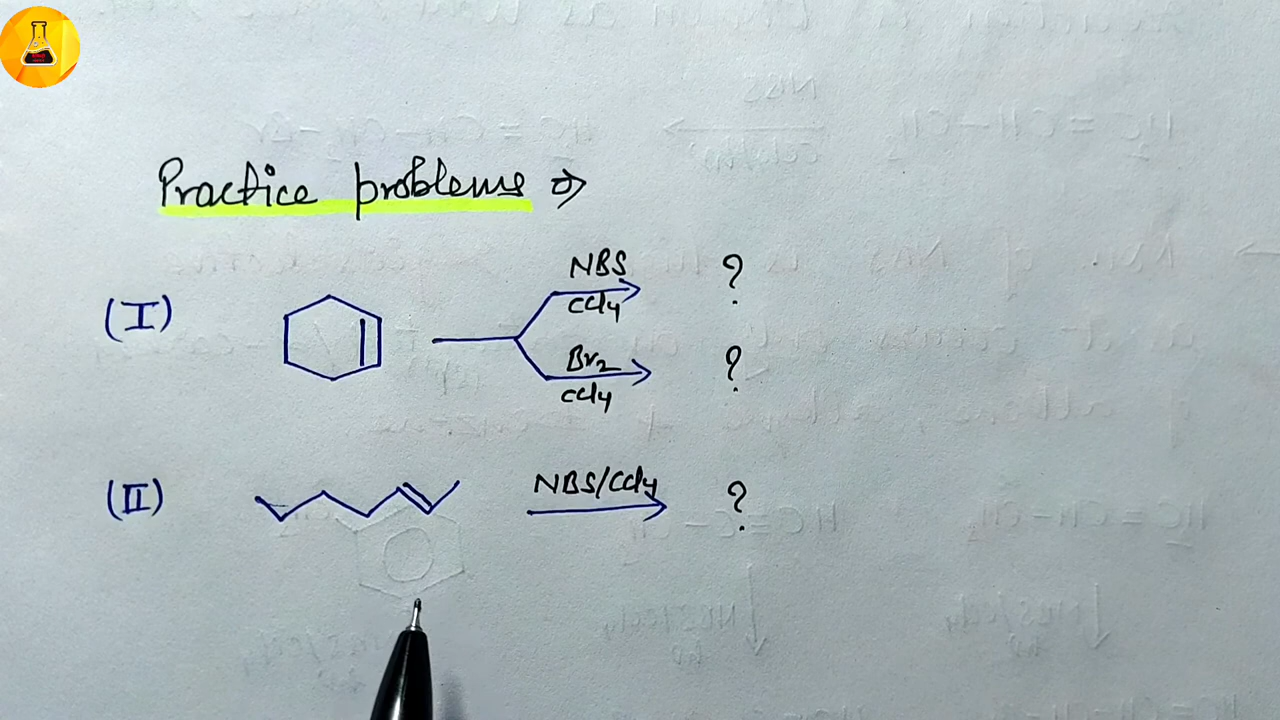 Practice problems ⇒
(I) NBS ?
CCl4
Br2 ?
CCl4
(II) NBS/CCl4 ?